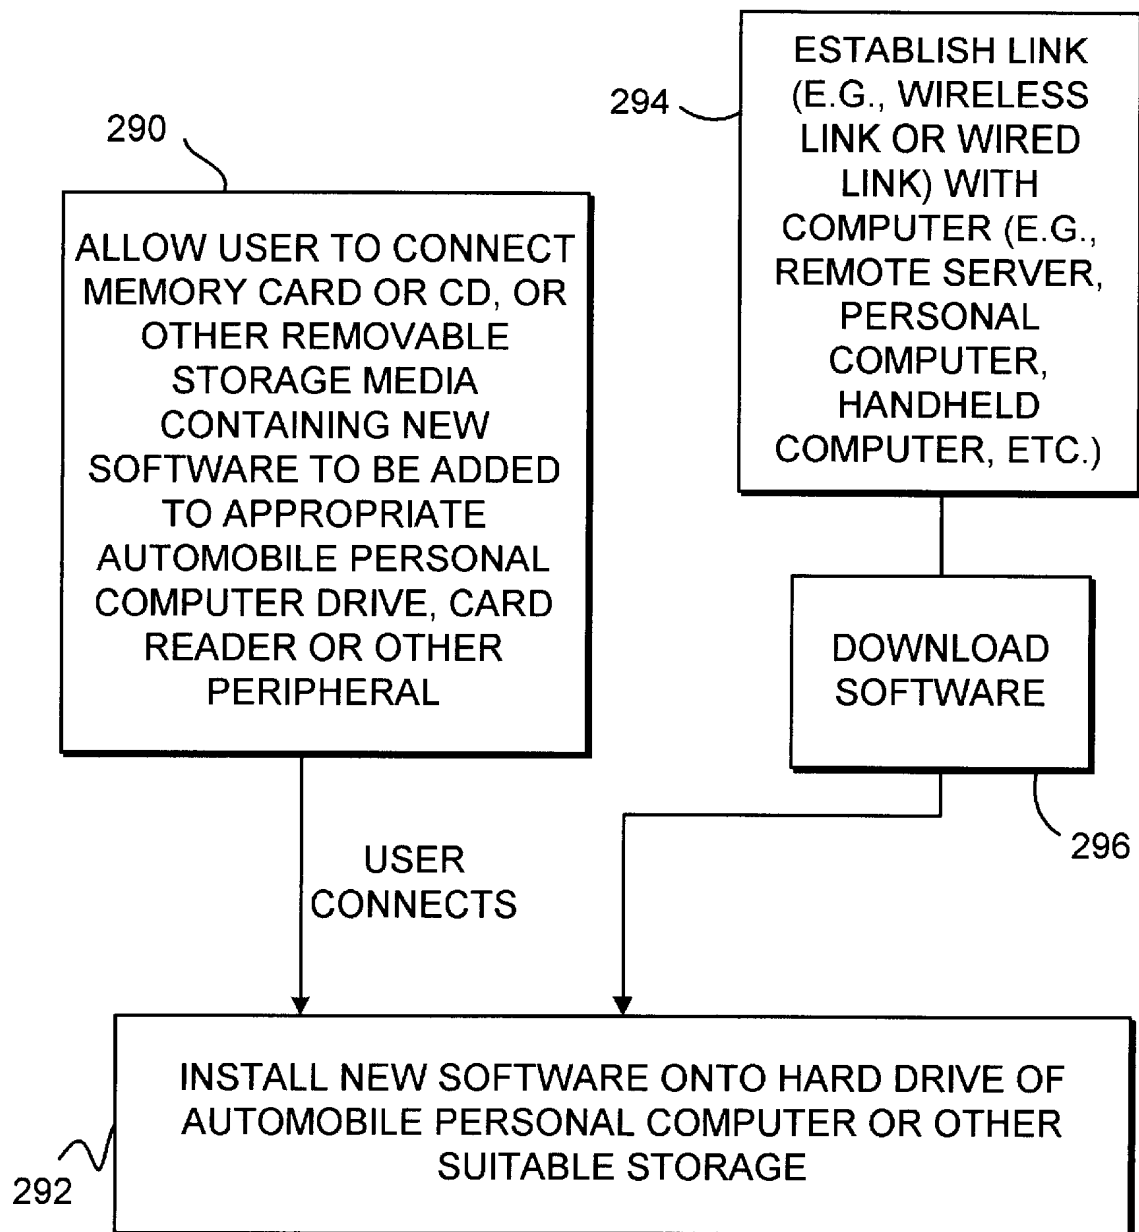 290
ALLOW USER TO CONNECT
MEMORY CARD OR CD, OR
OTHER REMOVABLE
STORAGE MEDIA
CONTAINING NEW
SOFTWARE TO BE ADDED
TO APPROPRIATE
AUTOMOBILE PERSONAL
COMPUTER DRIVE, CARD
READER OR OTHER
PERIPHERAL
294
ESTABLISH LINK
(E.G., WIRELESS
LINK OR WIRED
LINK) WITH
COMPUTER (E.G.,
REMOTE SERVER,
PERSONAL
COMPUTER,
HANDHELD
COMPUTER, ETC.)
DOWNLOAD
SOFTWARE
296
USER
CONNECTS
INSTALL NEW SOFTWARE ONTO HARD DRIVE OF
AUTOMOBILE PERSONAL COMPUTER OR OTHER
SUITABLE STORAGE
292